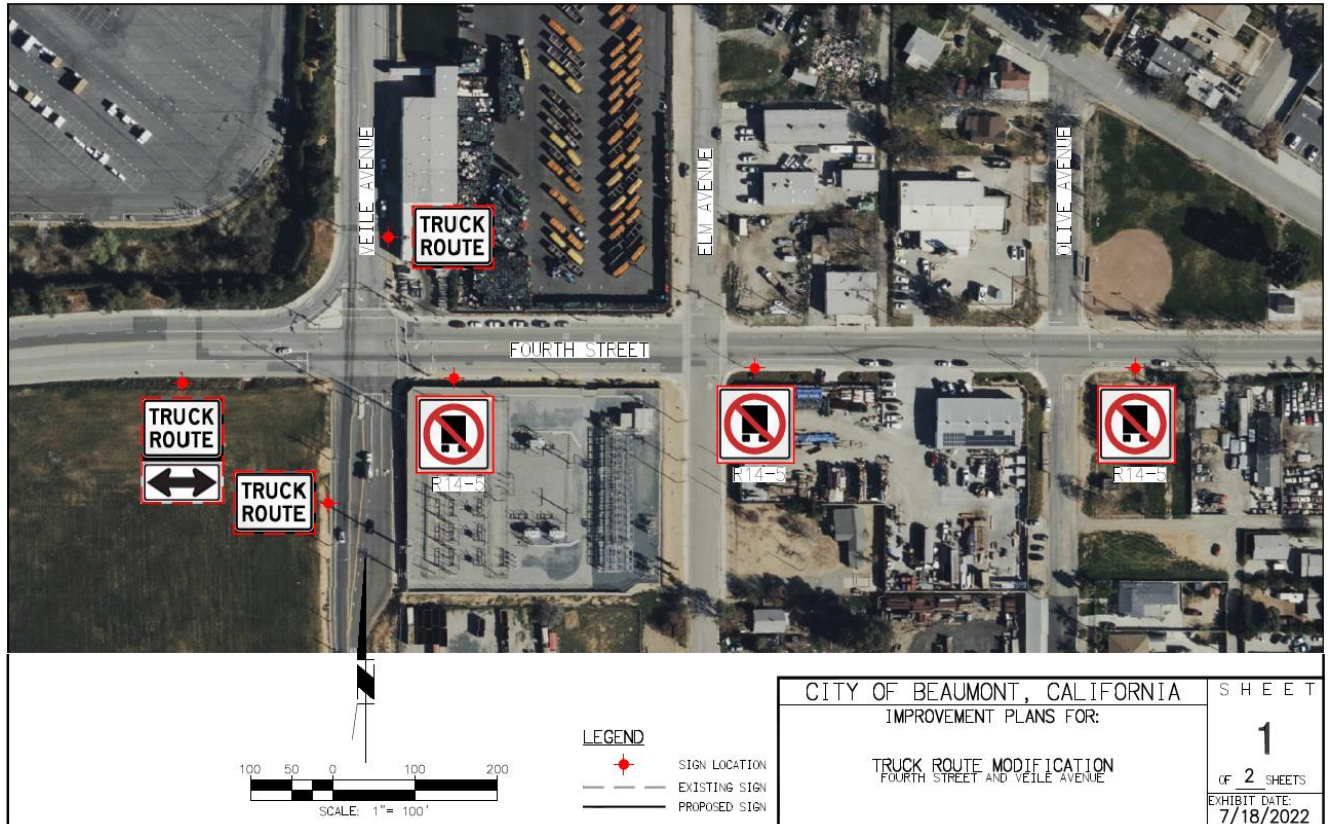 VEILE AVENUE
TRUCK
ROUTE
ELM AVENUE
OLIVE AVENUE
FOURTH STREET
TRUCK
ROUTE
TRUCK
ROUTE
R14-5
R14-5
R14-5
100 50 0 100 200
SCALE: 1"= 100'
LEGEND
SIGN LOCATION
EXISTING SIGN
PROPOSED SIGN
CITY OF BEAUMONT, CALIFORNIA
IMPROVEMENT PLANS FOR:
TRUCK ROUTE MODIFICATION
FOURTH STREET AND VEILE AVENUE
SHEET
1
OF 2 SHEETS
EXHIBIT DATE:
7/18/2022